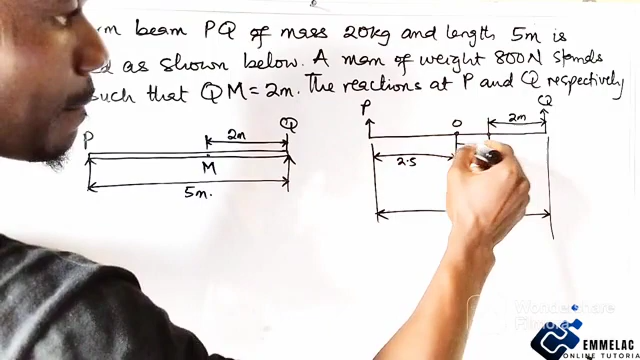 rm beam PQ of mass 20kg and length 5m is
d as shown below. A man of weight 800N stands
such that QM = 2m. The reactions at P and Q respectively
P
2m
Q
M
5m.
P
O
2m
Q
2.5
Wondershare
Filmora
EMMELAC
ONLINE TUTORIA